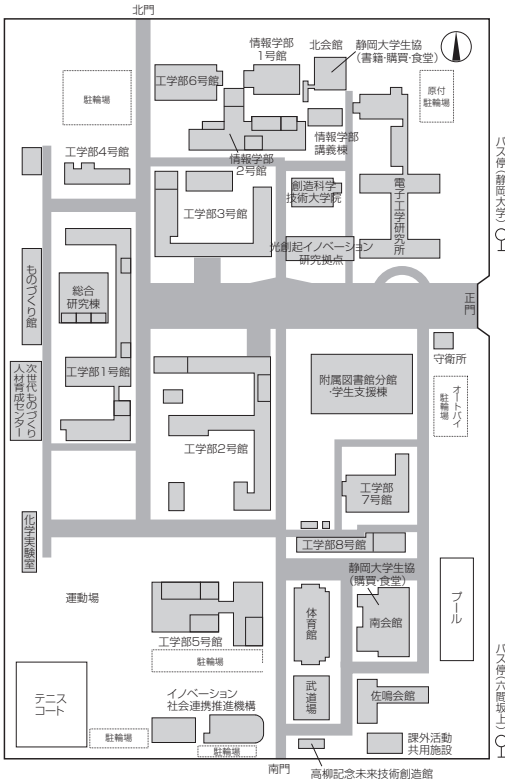 北門
情報学部
1号館
北会館
静岡大学生協
(書籍・購買・食堂)
工学部6号館
駐輪場
原付
駐輪場
工学部4号館
情報学部
2号館
情報学部
講義棟
バス停(静岡大学)
創造科学
技術大学院
電子工学研究所
工学部3号館
光創起イノベーション
研究拠点
ものづくり館
総合
研究棟
正門
守衛所
次世代ものづくり
人材育成センター
工学部1号館
附属図書館分館
・学生支援棟
オートバイ
駐輪場
工学部2号館
工学部
7号館
化学実験室
工学部8号館
静岡大学生協
(購買・食堂)
運動場
体育館
南会館
プール
工学部5号館
駐輪場
バス停(六間坂上)
テニス
コート
イノベーション
社会連携推進機構
武道場
佐鳴会館
駐輪場
駐輪場
課外活動
共用施設
南門
高柳記念未来技術創造館